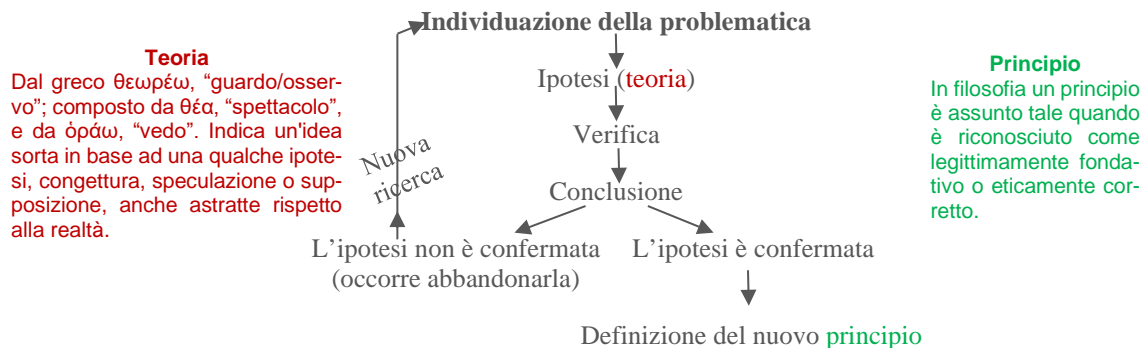 Individuazione della problematica
Teoria
Dal greco θεωρέω, “guardo/osser-
vo”; composto da θέα, “spettacolo”,
e da ὁράω, “vedo”. Indica un'idea
sorta in base ad una qualche ipote-
si, congettura, speculazione o sup-
posizione, anche astratte rispetto
alla realtà.
Ipotesi (teoria)
Verifica
Conclusione
Nuova
ricerca
L’ipotesi non è confermata
(occorre abbandonarla)
L’ipotesi è confermata
Definizione del nuovo principio
Principio
In filosofia un principio
è assunto tale quando
è riconosciuto come
legittimamente fonda-
tivo o eticamente cor-
retto.